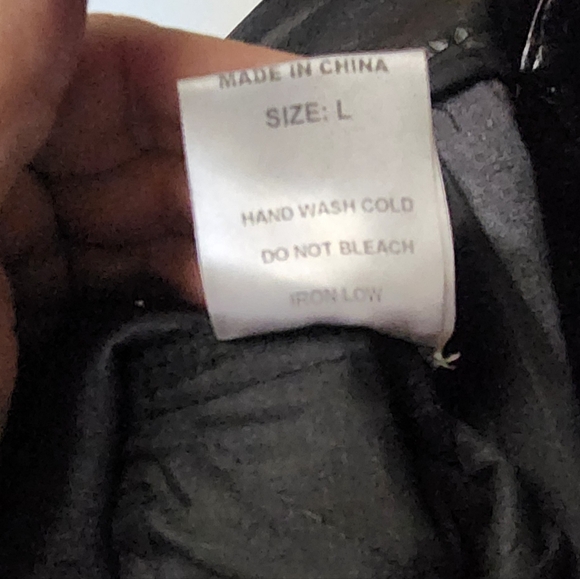 MADE IN CHINA
SIZE: L
HAND WASH COLD
DO NOT BLEACH
IRON LOW